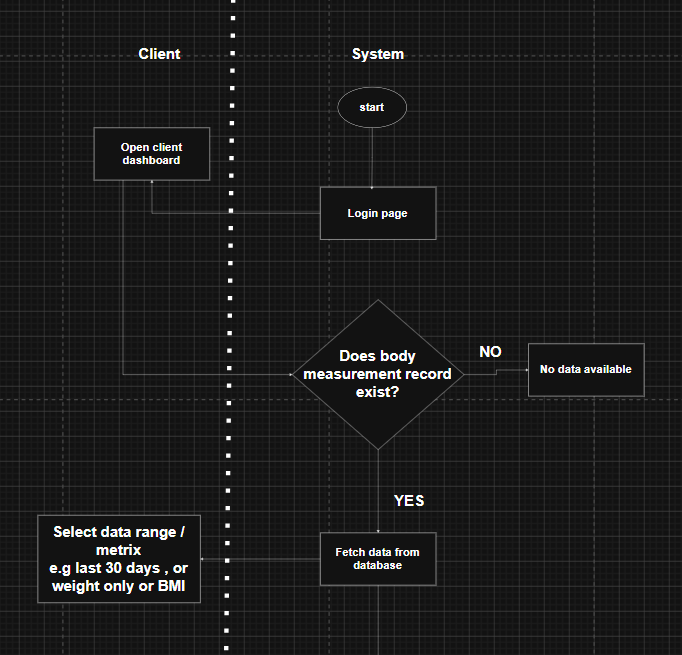 Client
System
start
Open client
dashboard
Login page
Does body
measurement record
exist?
NO
No data available
YES
Select data range /
metrix
e.g last 30 days , or
weight only or BMI
Fetch data from
database